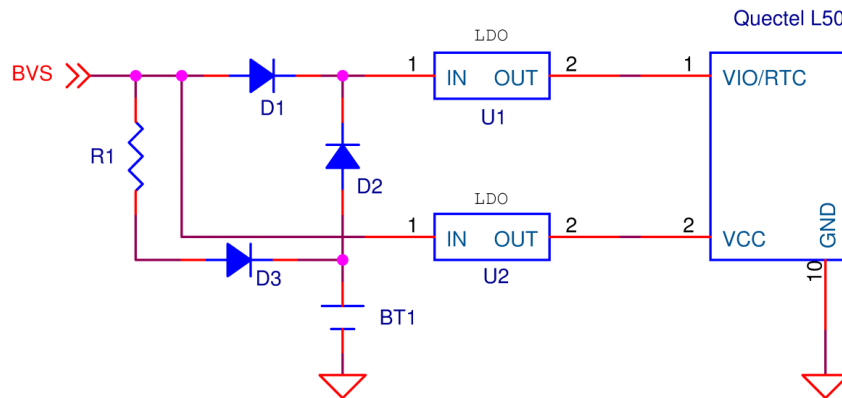 Quectel L50
LDO
BVS
1
IN
OUT
2
1
VIO/RTC
D1
U1
R1
D2
LDO
1
IN
OUT
2
2
VCC
GND
D3
U2
10
BT1